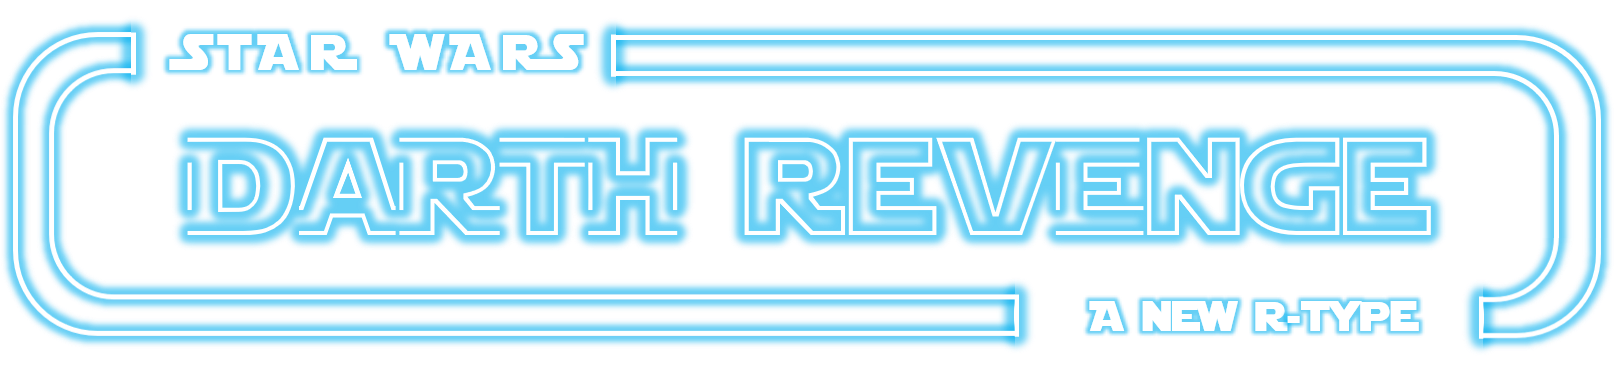 STAR WARS
DARTH REVENGE
A NEW R-TYPE